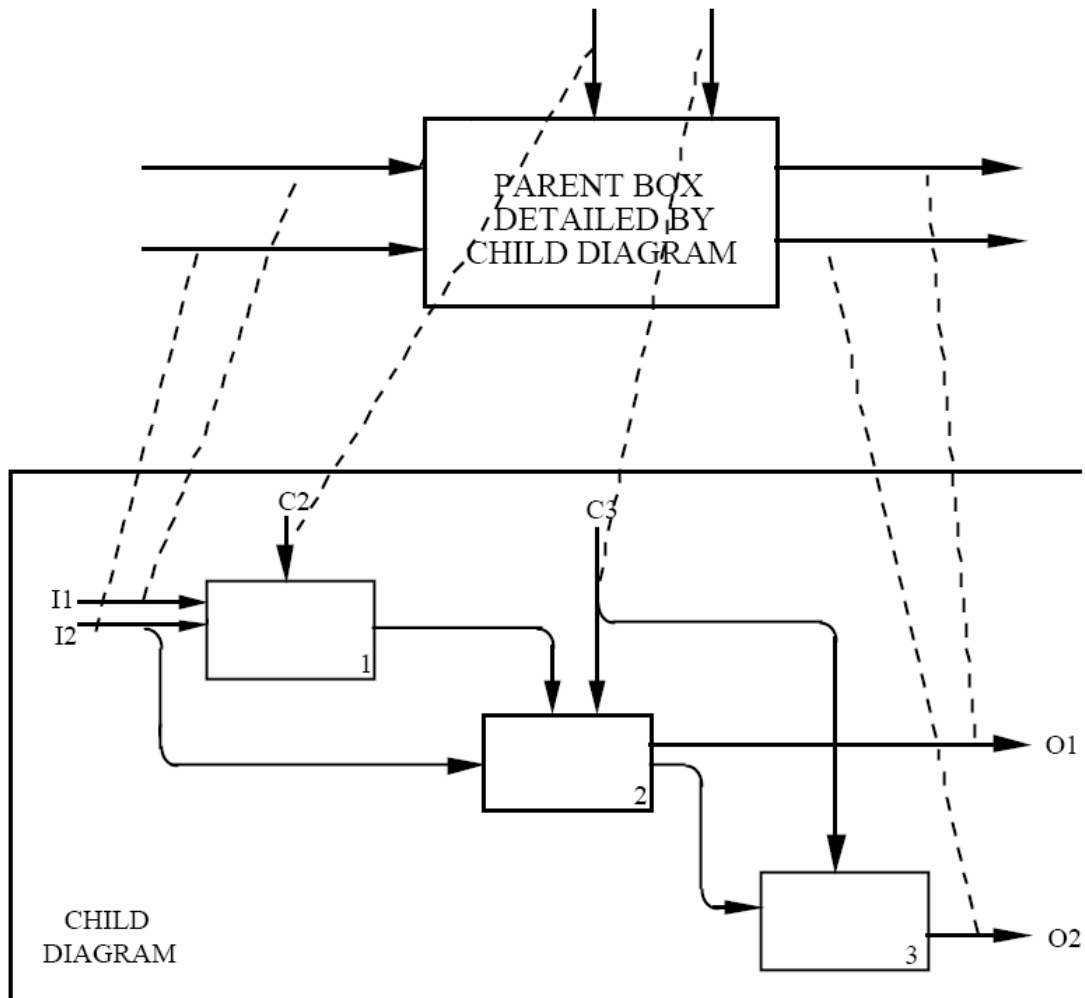 PARENT BOX
DETAILED BY
CHILD DIAGRAM
C2
C3
I1
I2
1
2
O1
3
O2
CHILD
DIAGRAM